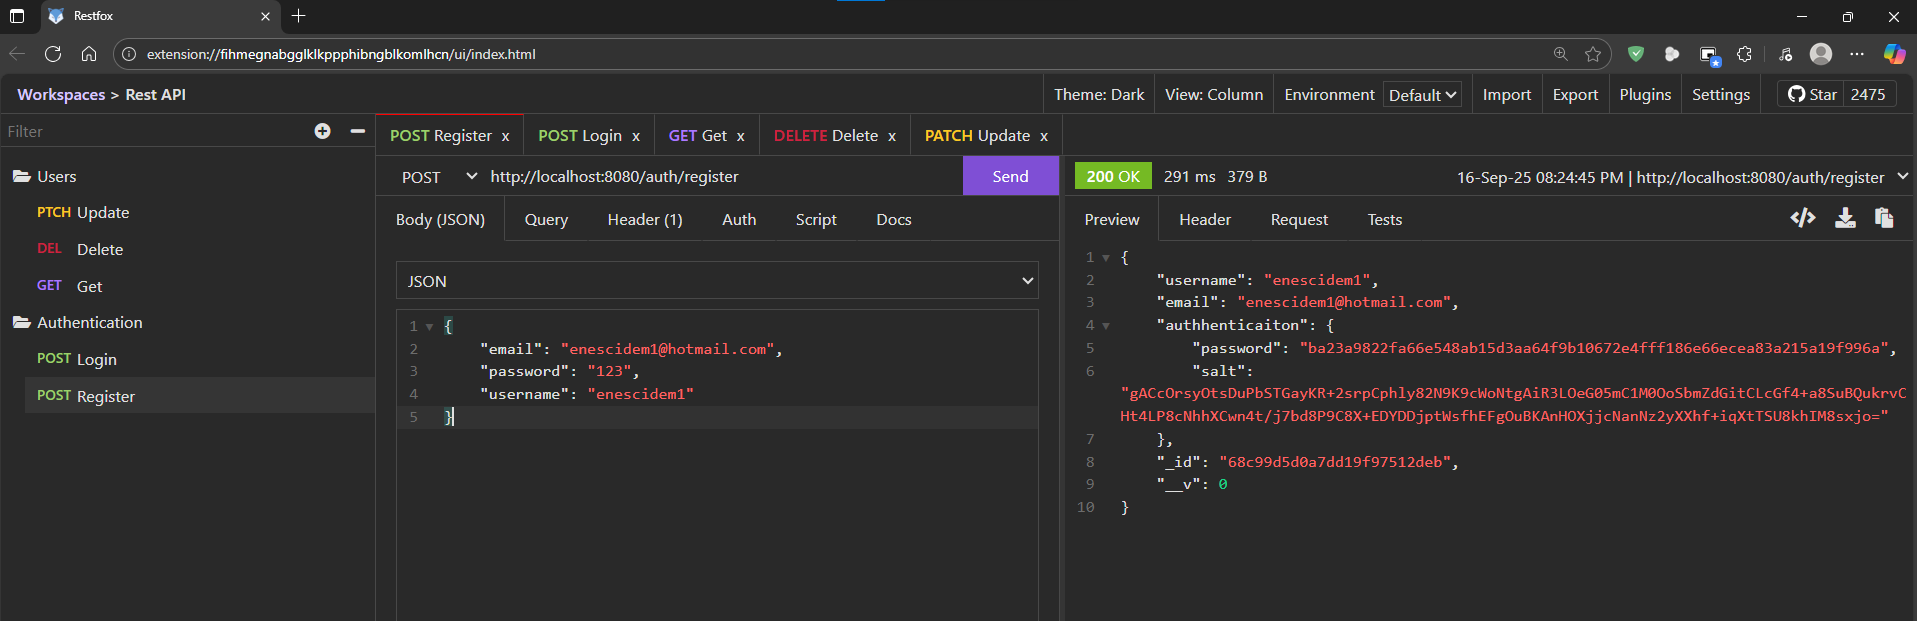 Restfox
extension://fihmegnabgglklkppphibngblkomlhcn/ui/index.html
Workspaces > Rest API
Theme: Dark
View: Column
Environment
Default
Import
Export
Plugins
Settings
Star 2475
Filter
POST Register x
POST Login x
GET Get x
DELETE Delete x
PATCH Update x
Users
PTCH Update
DEL Delete
GET Get
Authentication
POST Login
POST Register
POST
http://localhost:8080/auth/register
Send
Body (JSON)
Query
Header (1)
Auth
Script
Docs
JSON
1 {
2 "email": "enescidem1@hotmail.com",
3 "password": "123",
4 "username": "enescidem1"
5 }
200 OK
291 ms
379 B
16-Sep-25 08:24:45 PM | http://localhost:8080/auth/register
Preview
Header
Request
Tests
1 {
2 "username": "enescidem1",
3 "email": "enescidem1@hotmail.com",
4 "authhenticaiton": {
5 "password": "ba23a9822fa66e548ab15d3aa64f9b10672e4fff186e66ecea83a215a19f996a",
6 "salt":
"gACcOrsyOtsDuPbSTGayKR+2srpCphly82N9K9cWoNtgAiR3LOeG05mC1M0OoSbmZdGitCLcGf4+a8SuBQukrvC
Ht4LP8cNhhXCwn4t/j7bd8P9C8X+EDYDDjptWsfhEFgOuBKAnHOXjjcNanNz2yXXhf+iqXtTSU8khIM8sxjo="
7 },
8 "_id": "68c99d5d0a7dd19f97512deb",
9 "__v": 0
10 }